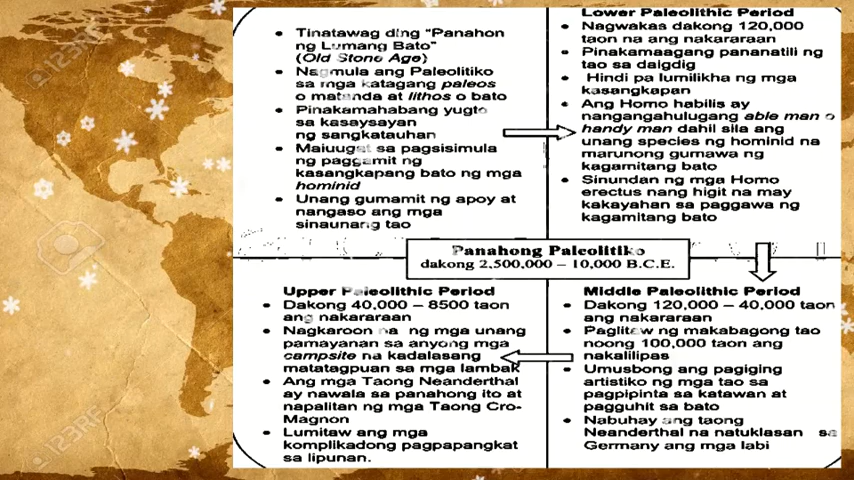 Tinatawag ding "Panahon
ng Lumang Bato"
(Old Stone Age)
Nagmula ang Paleolitiko
sa mga katagang paleos
o matanda at lithos o bato
Pinakamahabang yugto
sa kasaysayan
ng sangkatauhan
Maiuugat sa pagsisimula
ng paggamit ng
kasangkapang bato ng mga
hominid
Unang gumamit ng apoy at
nangaso ang mga
sinaunang tao
Lower Paleolithic Period
Nagwakas dakong 120,000
taon na ang nakararaan
Pinakamaagang pananatili ng
tao sa daigdig
Hindi pa lumilikha ng mga
kasangkapan
Ang Homo habilis ay
nangangahulugang able man o
handy man dahil sila ang
unang species ng hominid na
marunong gumawa ng
kagamitang bato
Sinundan ng mga Homo
erectus nang higit na may
kakayahan sa paggawa ng
kagamitang bato
Panahong Paleolitiko
dakong 2,500,000 – 10,000 B.C.E.
Upper Paleolithic Period
Dakong 40,000 – 8500 taon
ang nakararaan
Nagkaroon na ng mga unang
pamayanan sa anyong mga
campsite na kadalasang
matatagpuan sa mga lambak
Ang mga Taong Neanderthal
ay nawala sa panahong ito at
napalitan ng mga Taong Cro-
Magnon
Lumitaw ang mga
komplikadong pagpapangkat
sa lipunan.
Middle Paleolithic Period
Dakong 120,000 – 40,000 taon
ang nakararaan
Paglitaw ng makabagong tao
noong 100,000 taon ang
nakalilipas
Umusbong ang pagiging
artistiko ng mga tao sa
pagpipinta sa katawan at
pagguhit sa bato
Nabuhay ang taong
Neanderthal na natuklasan sa
Germany ang mga labi
123RF
123RF
123RF